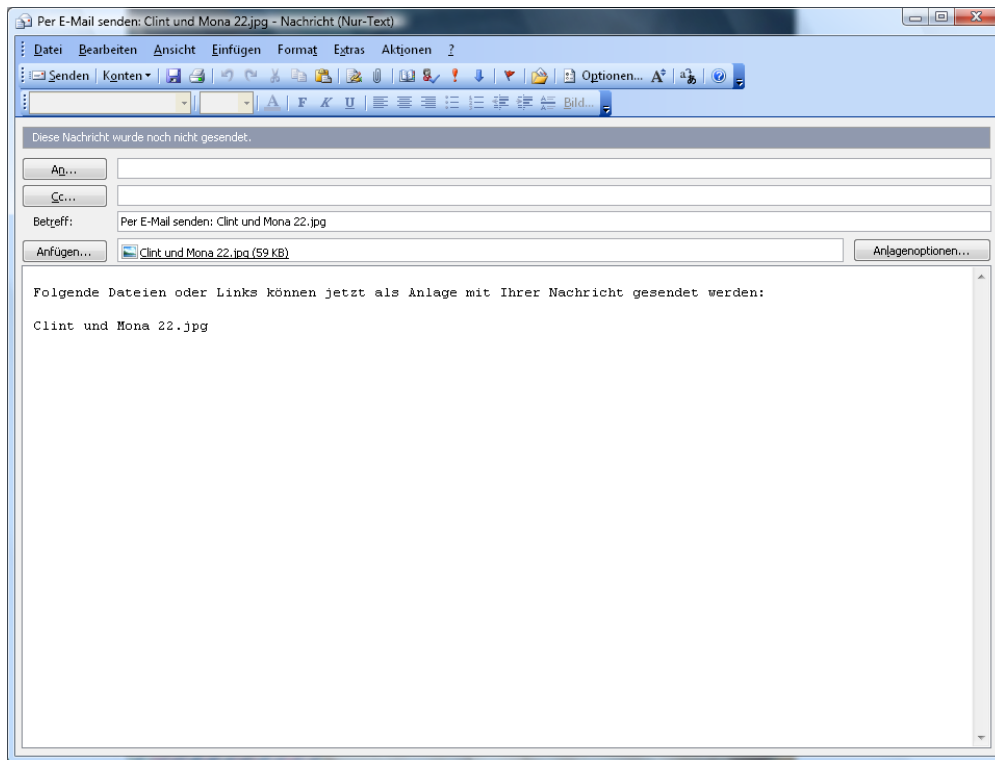 Per E-Mail senden: Clint und Mona 22.jpg - Nachricht (Nur-Text)
Datei Bearbeiten Ansicht Einfügen Format Extras Aktionen ?
Senden Konten Optionen...
A F K U Bild...
Diese Nachricht wurde noch nicht gesendet.
An...
Cc...
Betreff: Per E-Mail senden: Clint und Mona 22.jpg
Anfügen... Clint und Mona 22.jpg (59 KB) Anlagenoptionen...
Folgende Dateien oder Links können jetzt als Anlage mit Ihrer Nachricht gesendet werden:
Clint und Mona 22.jpg